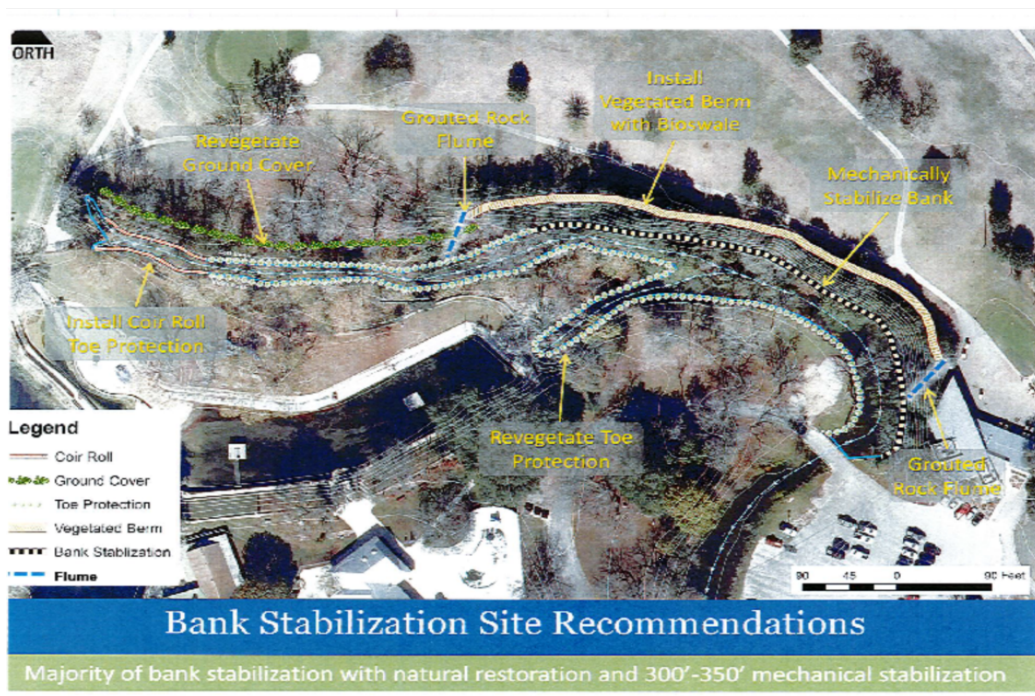 ORTH
Install
Vegetated Berm
with Bioswale
Grouted Rock
Flume
Revegetate
Ground Cover
Mechanically
Stabilize Bank
Install Coir Roll
Toe Protection
Revegetate Toe
Protection
Grouted
Rock Flume
Legend
Coir Roll
Ground Cover
Toe Protection
Vegetated Berm
Bank Stablization
Flume
90 45 0 90 Feet
Bank Stabilization Site Recommendations
Majority of bank stabilization with natural restoration and 300'-350' mechanical stabilization